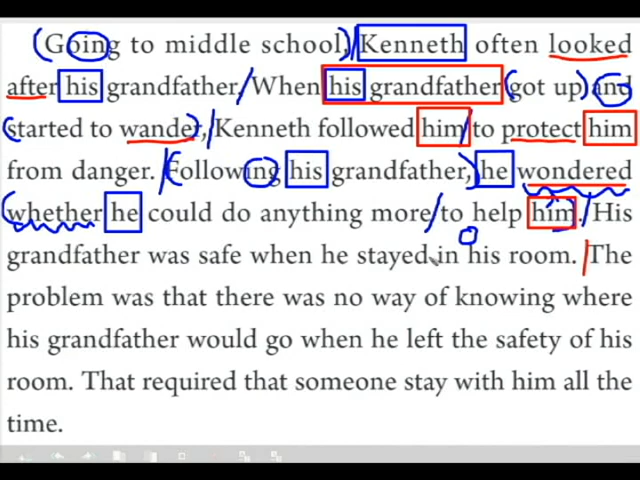 Going to middle school, Kenneth often looked
after his grandfather. When his grandfather got up and
started to wander, Kenneth followed him to protect him
from danger. Following his grandfather, he wondered
whether he could do anything more to help him. His
grandfather was safe when he stayed in his room. The
problem was that there was no way of knowing where
his grandfather would go when he left the safety of his
room. That required that someone stay with him all the
time.